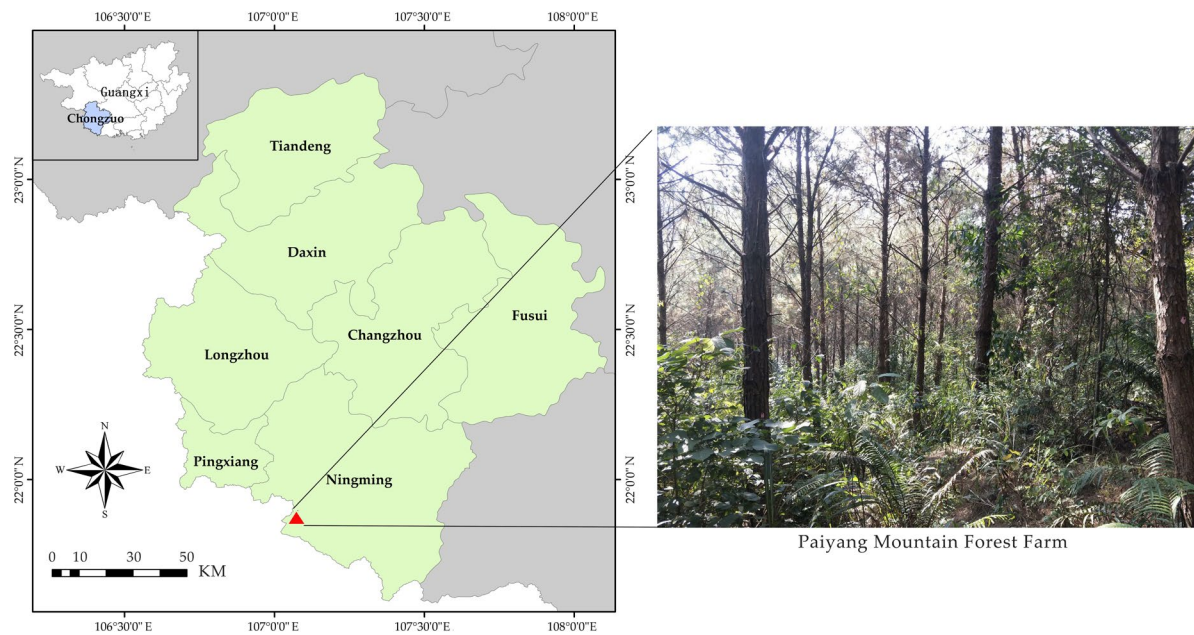 106°30'0"E
107°0'0"E
107°30'0"E
108°0'0"E
Guangxi
Chongzuo
23°0'0"N
22°30'0"N
22°0'0"N
Tiandeng
Daxin
Fusui
Changzhou
Longzhou
Pingxiang
Ningming
N
W
E
S
0 10 30 50
KM
23°0'0"N
22°30'0"N
22°0'0"N
106°30'0"E
107°0'0"E
107°30'0"E
108°0'0"E
Paiyang Mountain Forest Farm